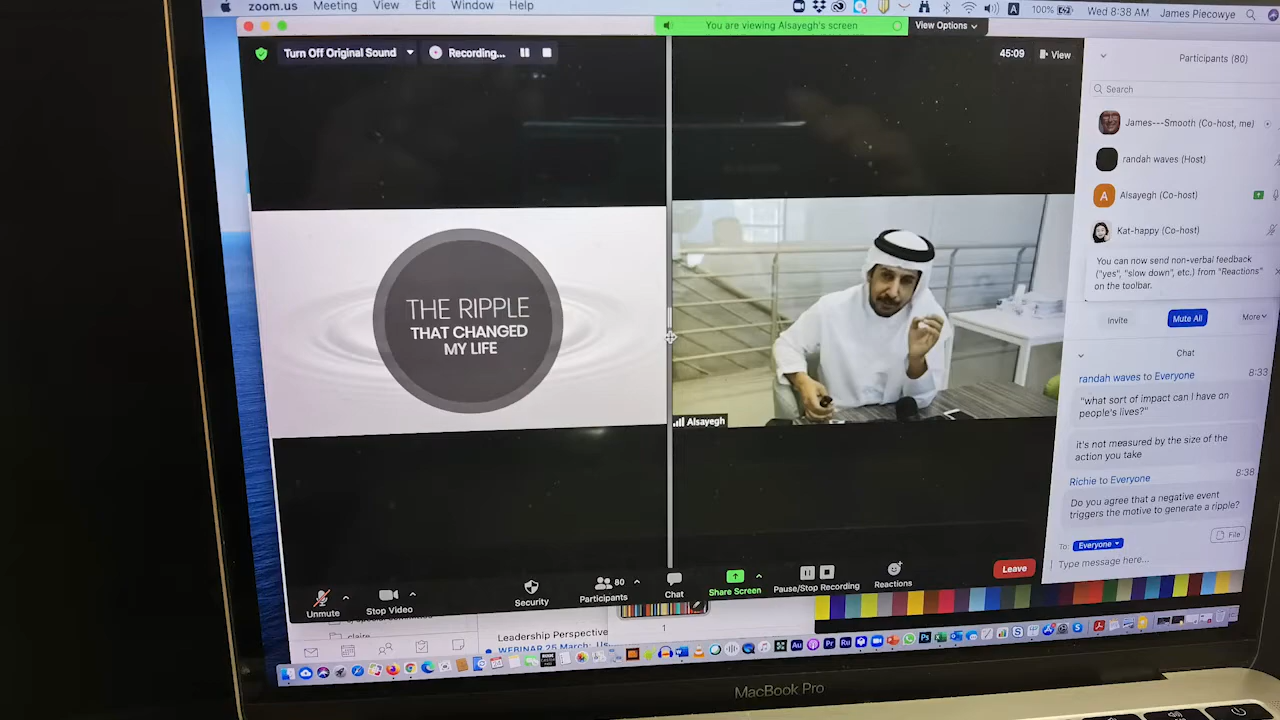 zoom.us Meeting View Edit Window Help
100%
A
Wed 8:38 AM James Piecowye
You are viewing Alsayegh's screen
View Options
Turn Off Original Sound
Recording...
45:09
View
Participants (80)
Search
James---Smooth (Co-host, me)
randah waves (Host)
A
Alsayegh (Co-host)
Kat-happy (Co-host)
You can now send non-verbal feedback
("yes", "slow down", etc.) from "Reactions"
on the toolbar.
Invite
Mute All
More
Chat
THE RIPPLE
THAT CHANGED
MY LIFE
Alsayegh
randah waves to Everyone
8:33
"what sort of impact can I have on
people's lives?"
it's not measured by the size of the
action you take
8:38
Richie to Everyone
Do you agree that a negative event
triggers the motive to generate a ripple?
To: Everyone
File
Type message here...
Unmute
Stop Video
Security
Participants
80
Chat
Share Screen
Pause/Stop Recording
Reactions
Leave
claire
1
Leadership Perspective
WEBINAR 25 March:
Au
Pr
Ru
Ps
MacBook Pro